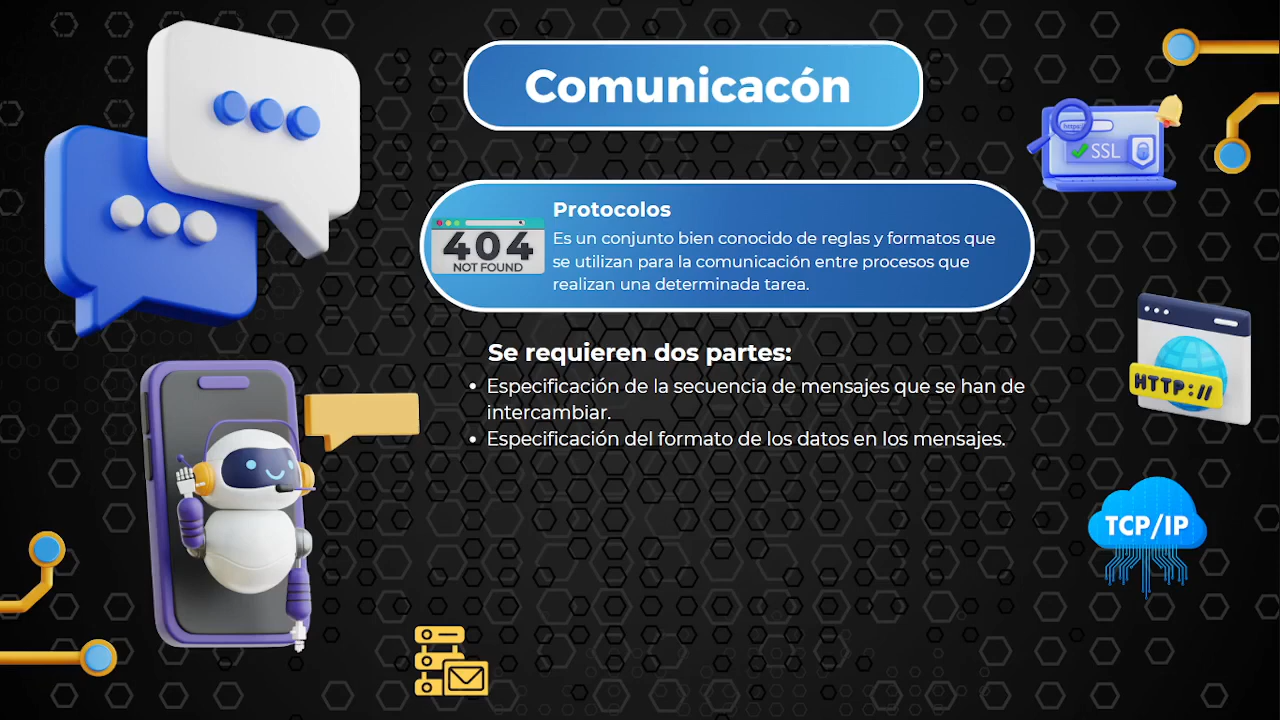 Comunicacón
https://
SSL
Protocolos
404
NOT FOUND
Es un conjunto bien conocido de reglas y formatos que
se utilizan para la comunicación entre procesos que
realizan una determinada tarea.
Se requieren dos partes:
• Especificación de la secuencia de mensajes que se han de
intercambiar.
• Especificación del formato de los datos en los mensajes.
HTTP://
TCP/IP